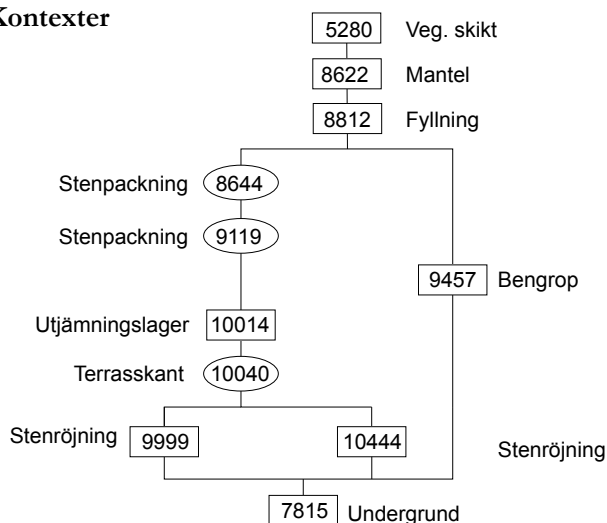 Kontexter
5280 Veg. skikt
8622 Mantel
8812 Fyllning
Stenpackning 8644
Stenpackning 9119
9457 Bengrop
Utjämningslager 10014
Terrasskant 10040
Stenröjning 9999 10444 Stenröjning
7815 Undergrund